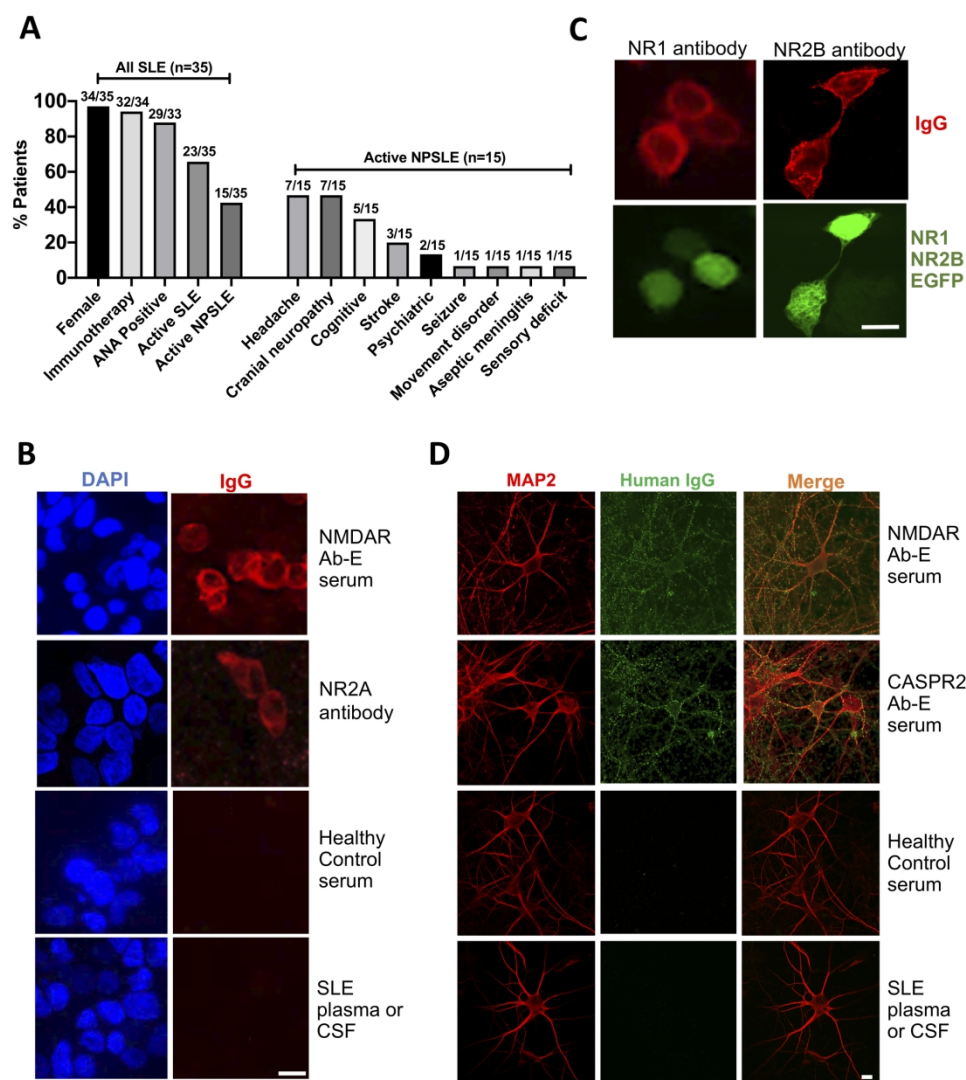 A
All SLE (n=35)
34/35
32/34
29/33
23/35
15/35
Active NPSLE (n=15)
7/15
7/15
5/15
3/15
2/15
1/15
1/15
1/15
1/15
% Patients
100
80
60
40
20
0
Female
Immunotherapy
ANA Positive
Active SLE
Active NPSLE
Headache
Cranial neuropathy
Cognitive
Stroke
Psychiatric
Seizure
Movement disorder
Aseptic meningitis
Sensory deficit
C
NR1 antibody
NR2B antibody
IgG
NR1
NR2B
EGFP
B
DAPI
IgG
NMDAR
Ab-E
serum
NR2A
antibody
Healthy
Control
serum
SLE
plasma or
CSF
D
MAP2
Human IgG
Merge
NMDAR
Ab-E
serum
CASPR2
Ab-E
serum
Healthy
Control
serum
SLE
plasma
or CSF